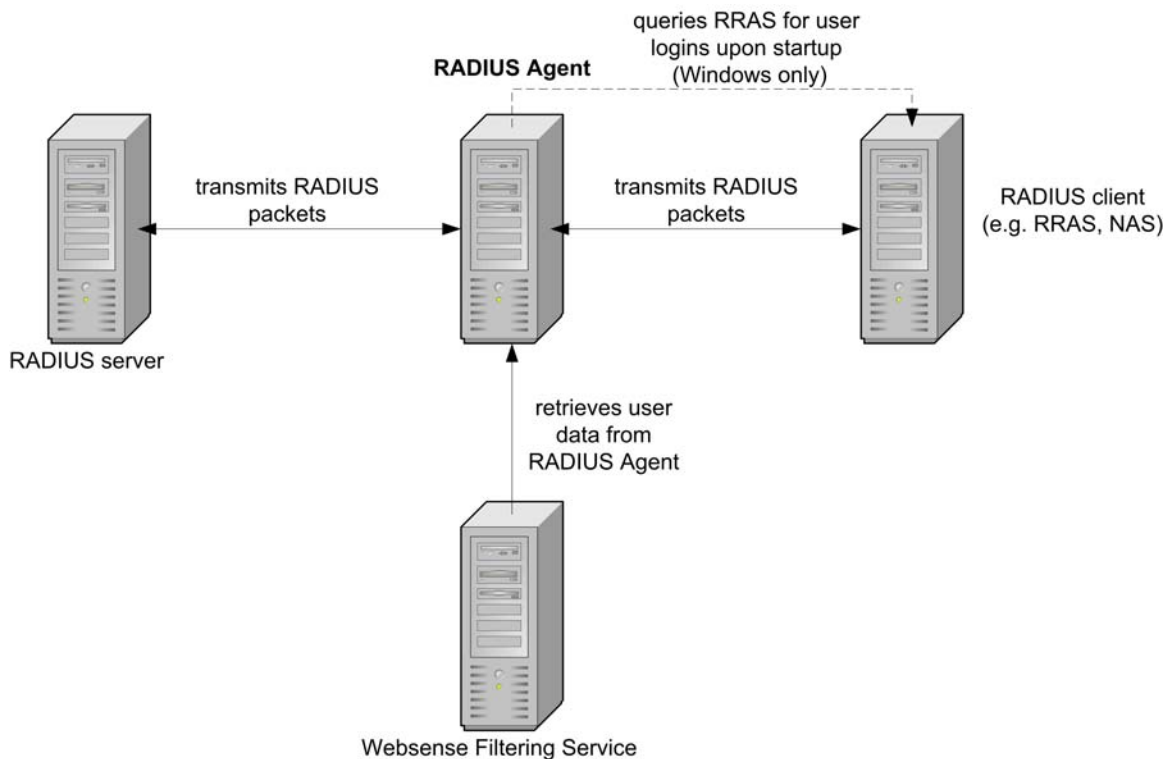 queries RRAS for user
logins upon startup
(Windows only)
RADIUS Agent
transmits RADIUS
packets
transmits RADIUS
packets
RADIUS client
(e.g. RRAS, NAS)
RADIUS server
retrieves user
data from
RADIUS Agent
Websense Filtering Service